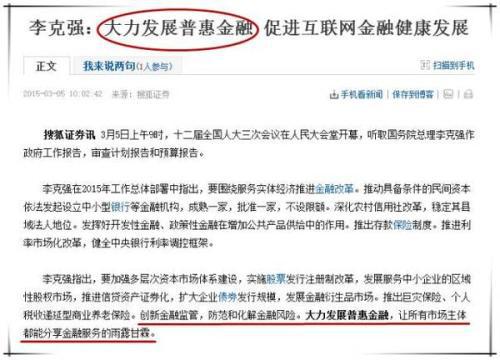 李克强：大力发展普惠金融 促进互联网金融健康发展
正文 我来说两句(1人参与) 扫描到手机
2015-03-05 10:02:42 来源：搜狐证券 手机看新闻 保存到博客
搜狐证券讯 3月5日上午9时，十二届全国人大三次会议在人民大会堂开幕，听取国务院总理李克强作
政府工作报告，审查计划报告和预算报告。
李克强在2015年工作总体部署中指出，要围绕服务实体经济推进金融改革。推动具备条件的民间资本
依法发起设立中小型银行等金融机构，成熟一家，批准一家，不设限额。深化农村信用社改革，稳定其县
域法人地位。发挥好开发性金融、政策性金融在增加公共产品供给中的作用。推出存款保险制度。推进利
率市场化改革，健全中央银行利率调控框架。
李克强指出，要加强多层次资本市场体系建设，实施股票发行注册制改革，发展服务中小企业的区域
性股权市场，推进信贷资产证券化，扩大企业债券发行规模，发展金融衍生品市场。推出巨灾保险、个人
税收递延型商业养老保险。创新金融监管，防范和化解金融风险。大力发展普惠金融，让所有市场主体
都能分享金融服务的雨露甘霖。